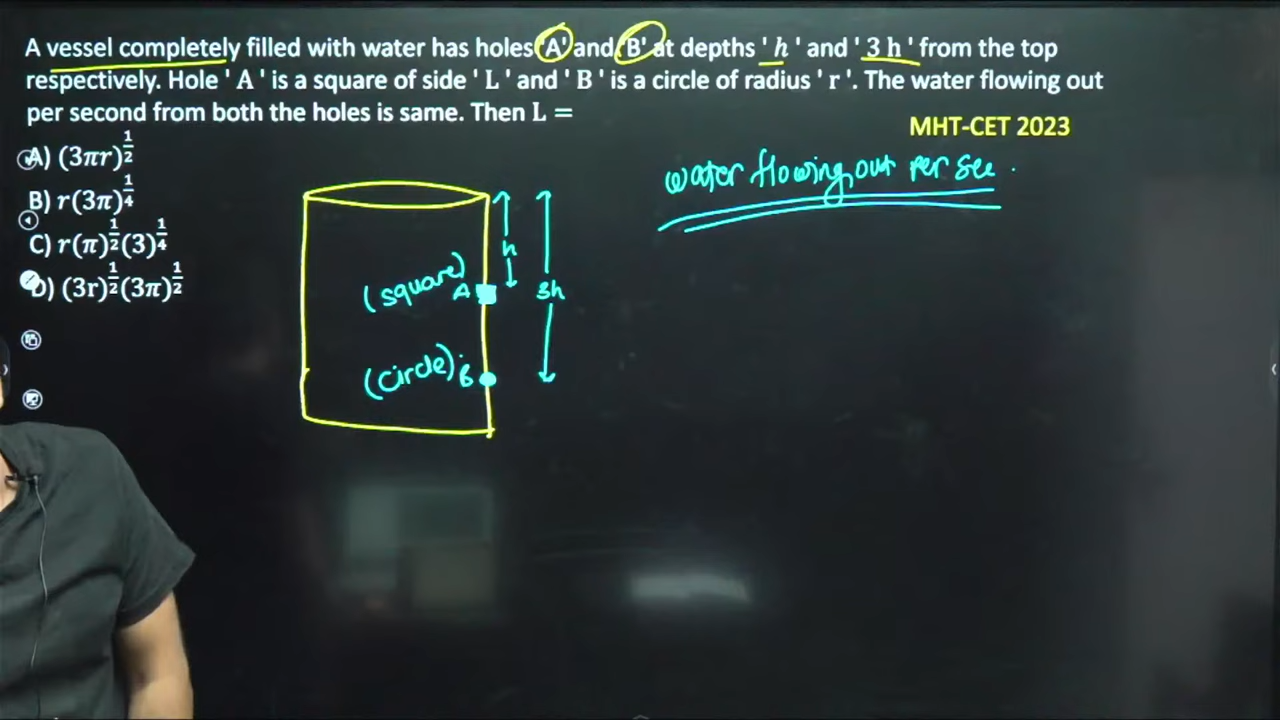 A vessel completely filled with water has holes 'A' and 'B' at depths ' h ' and ' 3 h ' from the top
respectively. Hole ' A ' is a square of side ' L ' and ' B ' is a circle of radius ' r '. The water flowing out
per second from both the holes is same. Then L =
MHT-CET 2023
A) (3πr)^{1/2}
B) r(3π)^{1/4}
C) r(π)^{1/2}(3)^{1/4}
D) (3r)^{1/2}(3π)^{1/2}
water flowing out per sec .
h
3h
(square) A
(circle) B